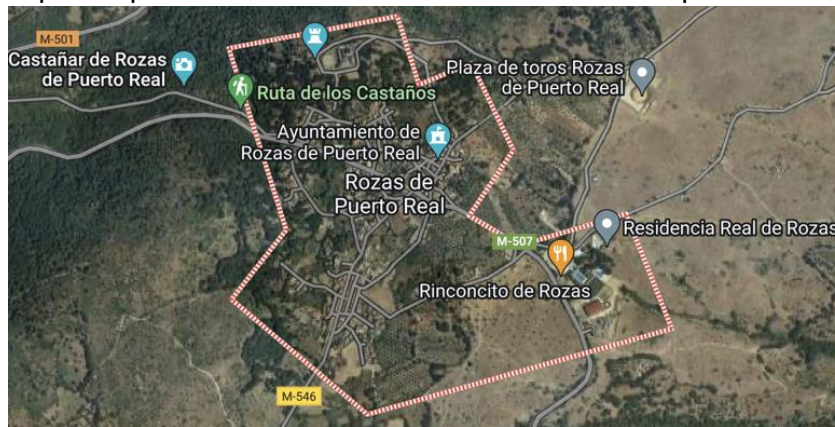 M-501
Castañar de Rozas
de Puerto Real
Ruta de los Castaños
Plaza de toros Rozas
de Puerto Real
Ayuntamiento de
Rozas de Puerto Real
Rozas de
Puerto Real
M-507
Residencia Real de Rozas
Rinconcito de Rozas
M-546